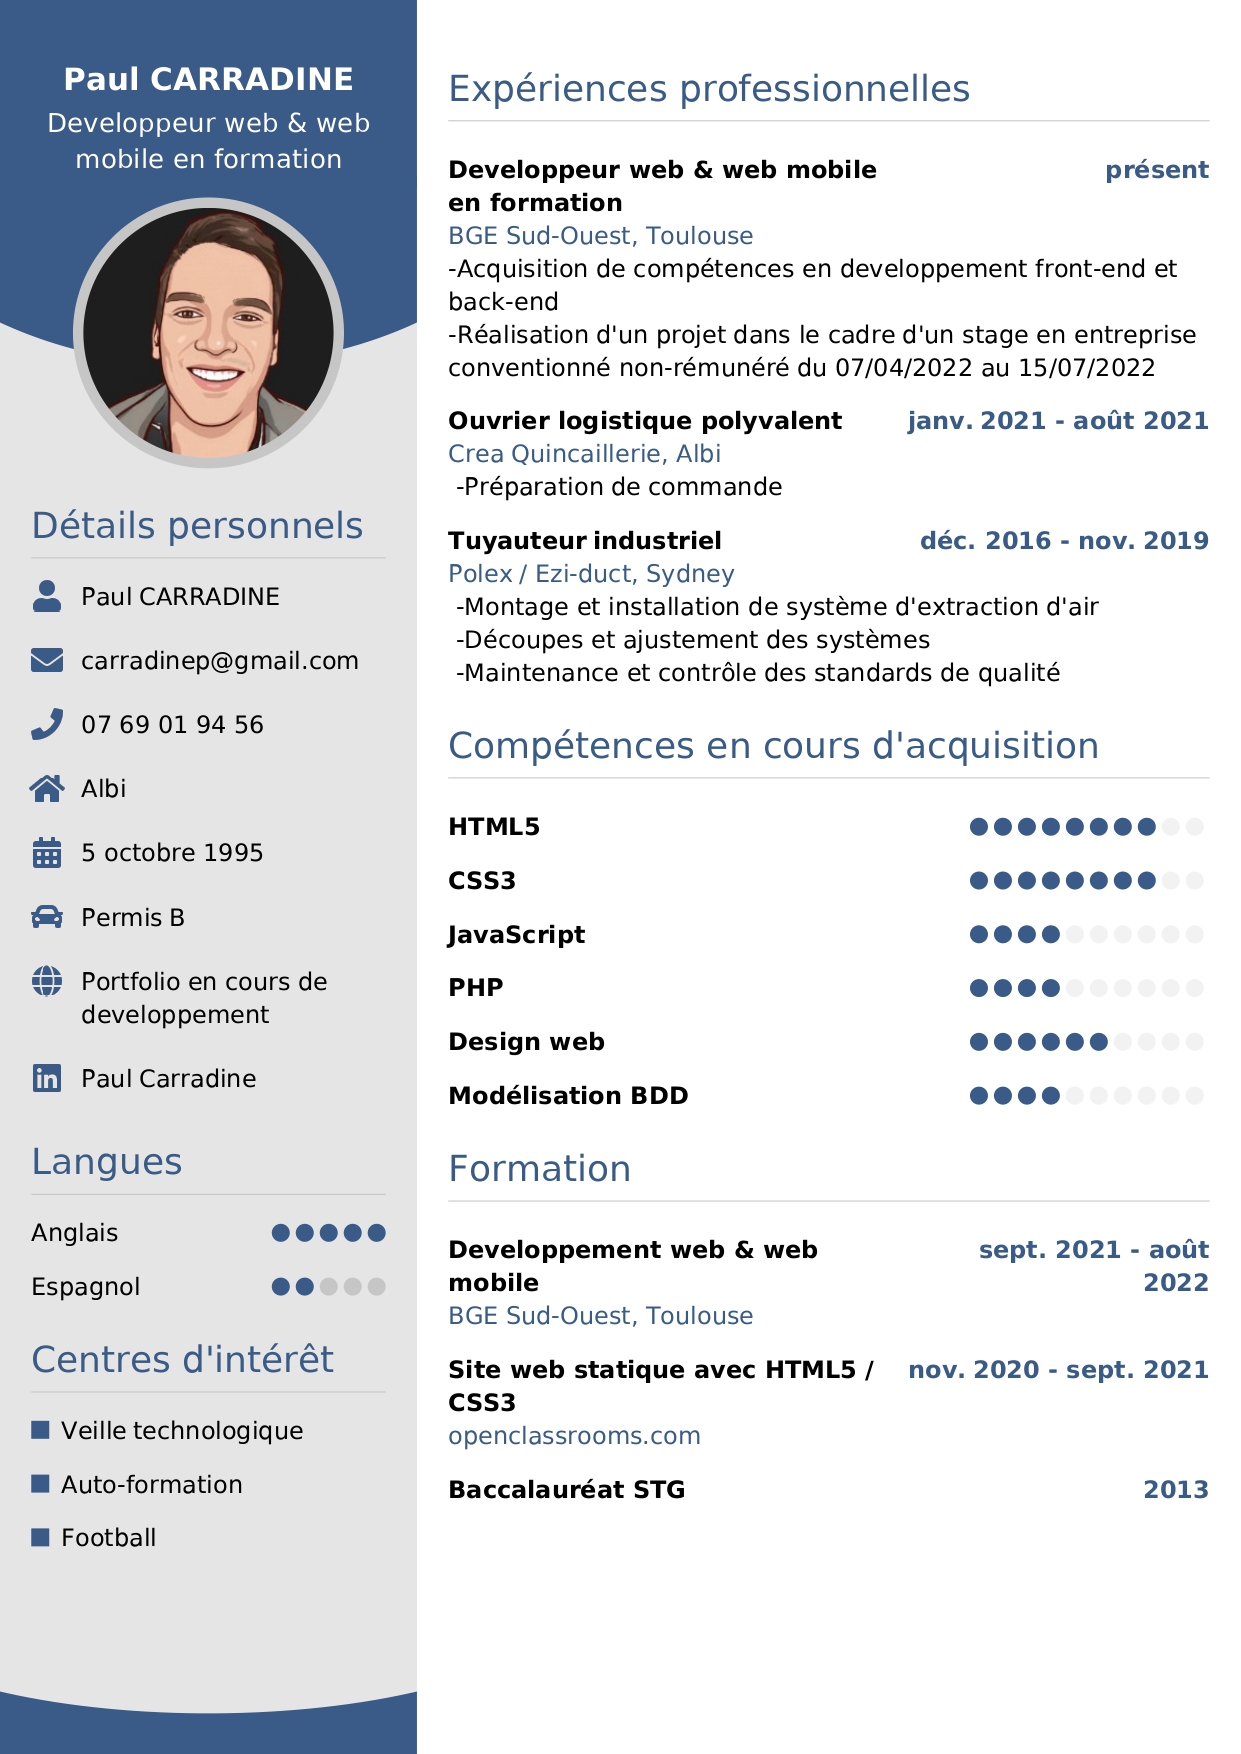 Paul CARRADINE
Developpeur web & web
mobile en formation
Détails personnels
Paul CARRADINE
carradinep@gmail.com
07 69 01 94 56
Albi
5 octobre 1995
Permis B
Portfolio en cours de
developpement
Paul Carradine
Langues
Anglais
Espagnol
Centres d'intérêt
Veille technologique
Auto-formation
Football
Expériences professionnelles
Developpeur web & web mobile présent
en formation
BGE Sud-Ouest, Toulouse
-Acquisition de compétences en developpement front-end et
back-end
-Réalisation d'un projet dans le cadre d'un stage en entreprise
conventionné non-rémunéré du 07/04/2022 au 15/07/2022
Ouvrier logistique polyvalent janv. 2021 - août 2021
Crea Quincaillerie, Albi
-Préparation de commande
Tuyauteur industriel déc. 2016 - nov. 2019
Polex / Ezi-duct, Sydney
-Montage et installation de système d'extraction d'air
-Découpes et ajustement des systèmes
-Maintenance et contrôle des standards de qualité
Compétences en cours d'acquisition
HTML5
CSS3
JavaScript
PHP
Design web
Modélisation BDD
Formation
Developpement web & web sept. 2021 - août
mobile 2022
BGE Sud-Ouest, Toulouse
Site web statique avec HTML5 / nov. 2020 - sept. 2021
CSS3
openclassrooms.com
Baccalauréat STG 2013